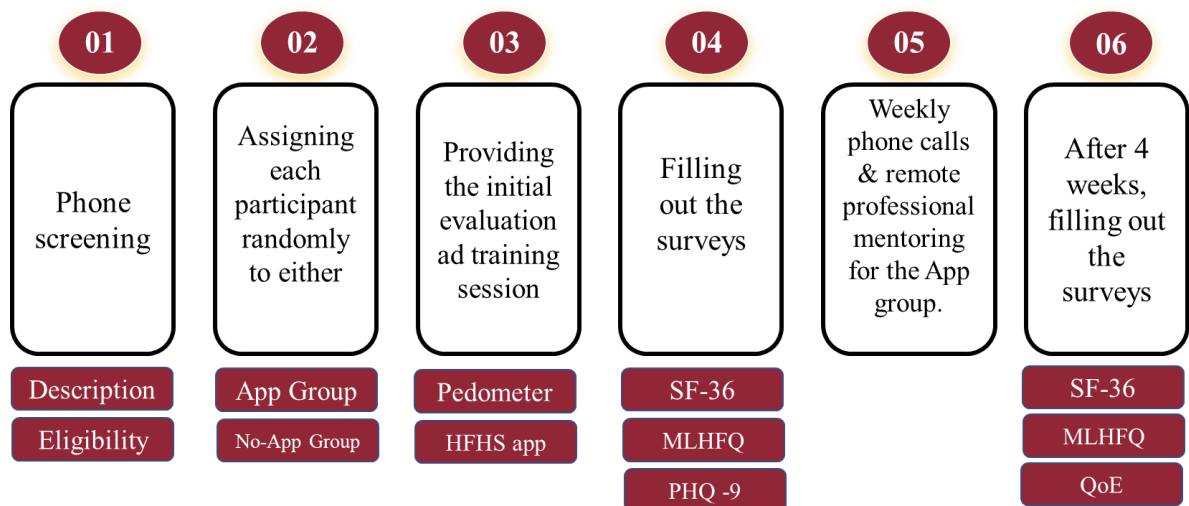 01
Phone
screening
Description
Eligibility
02
Assigning
each
participant
randomly
to either
App Group
No-App Group
03
Providing
the initial
evaluation
ad training
session
Pedometer
HFHS app
04
Filling
out the
surveys
SF-36
MLHFQ
PHQ -9
05
Weekly
phone calls
& remote
professional
mentoring
for the App
group.
06
After 4
weeks,
filling out
the
surveys
SF-36
MLHFQ
QoE